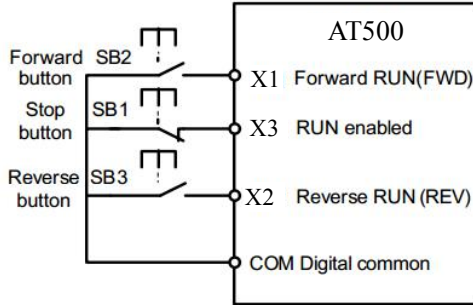 AT500
Forward button
SB2
X1 Forward RUN(FWD)
Stop button
SB1
X3 RUN enabled
Reverse button
SB3
X2 Reverse RUN (REV)
COM Digital common